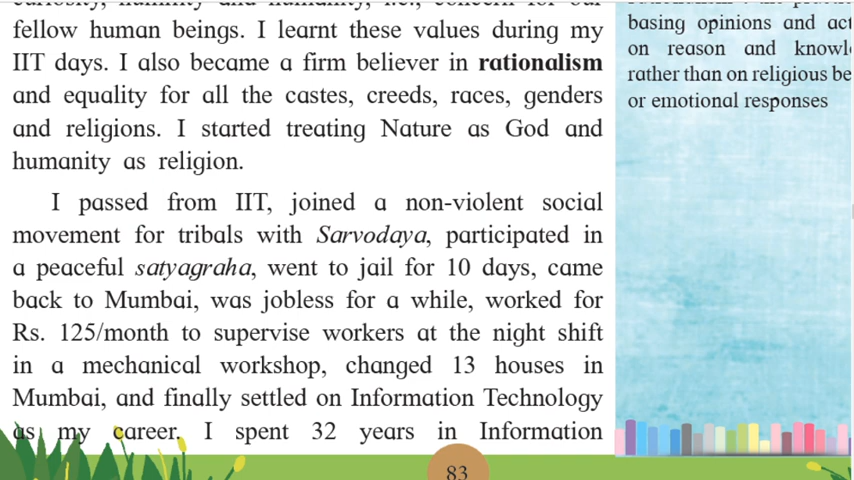 fellow human beings. I learnt these values during my
IIT days. I also became a firm believer in rationalism
and equality for all the castes, creeds, races, genders
and religions. I started treating Nature as God and
humanity as religion.
I passed from IIT, joined a non-violent social
movement for tribals with Sarvodaya, participated in
a peaceful satyagraha, went to jail for 10 days, came
back to Mumbai, was jobless for a while, worked for
Rs. 125/month to supervise workers at the night shift
in a mechanical workshop, changed 13 houses in
Mumbai, and finally settled on Information Technology
as my career. I spent 32 years in Information
basing opinions and
on reason and
rather than on religious
or emotional responses
83